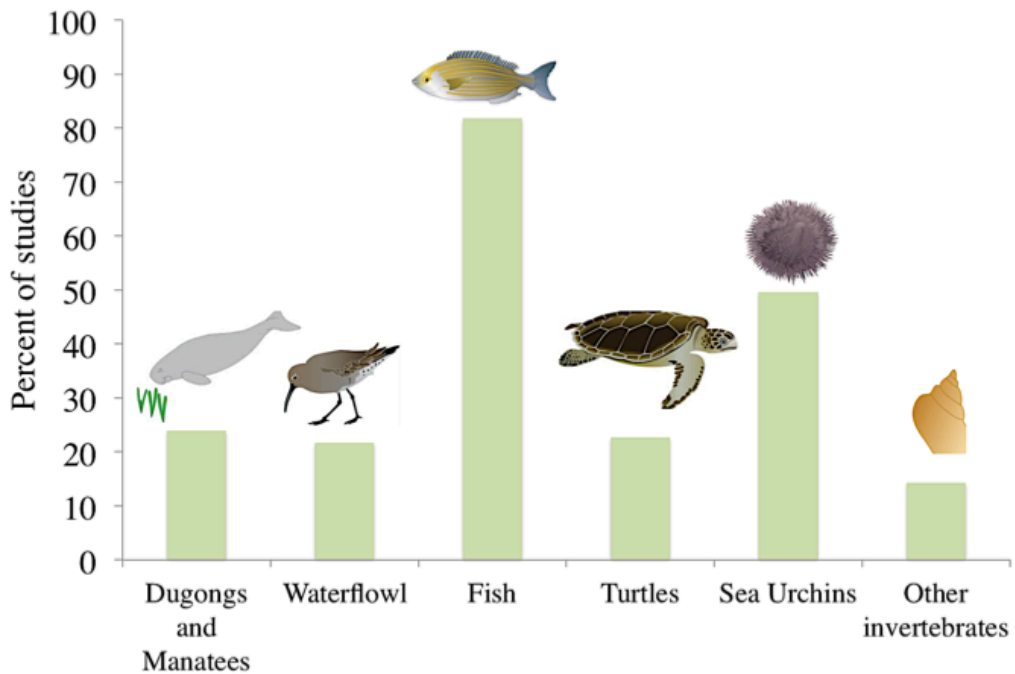 Percent of studies
100
90
80
70
60
50
40
30
20
10
0
Dugongs
and
Manatees
Waterflowl
Fish
Turtles
Sea Urchins
Other
invertebrates